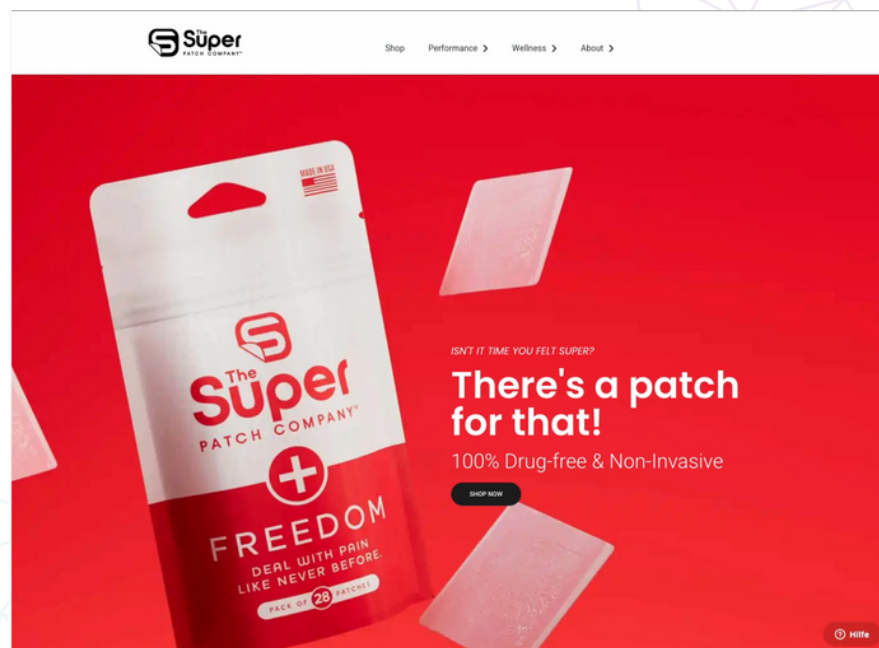 The
Super
PATCH COMPANY™
Shop
Performance
Wellness
About
MADE IN USA
The
Super
PATCH COMPANY™
FREEDOM
DEAL WITH PAIN
LIKE NEVER BEFORE.
PACK OF 28 PATCHES
ISN'T IT TIME YOU FELT SUPER?
There's a patch
for that!
100% Drug-free & Non-Invasive
SHOP NOW
Hilfe